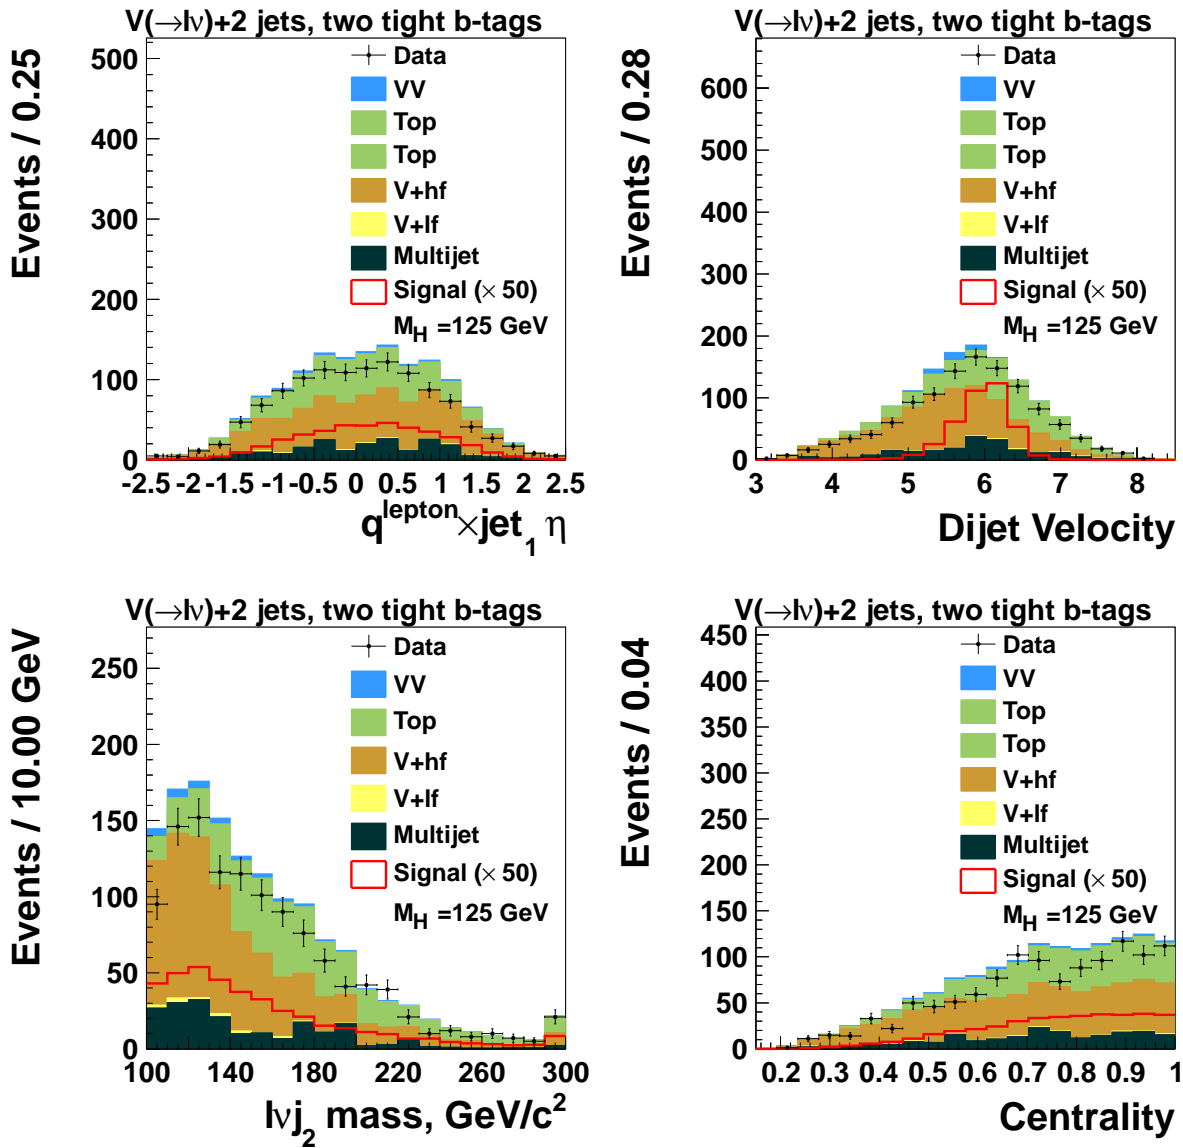 V(→lν)+2 jets, two tight b-tags
Events / 0.25
500
400
300
200
100
0
Data
VV
Top
Top
V+hf
V+lf
Multijet
Signal (× 50)
M_H =125 GeV
-2.5 -2 -1.5 -1 -0.5 0 0.5 1 1.5 2 2.5
q^lepton×jet_1 η
V(→lν)+2 jets, two tight b-tags
Events / 0.28
600
500
400
300
200
100
0
Data
VV
Top
Top
V+hf
V+lf
Multijet
Signal (× 50)
M_H =125 GeV
3 4 5 6 7 8
Dijet Velocity
V(→lν)+2 jets, two tight b-tags
Events / 10.00 GeV
250
200
150
100
50
0
Data
VV
Top
V+hf
V+lf
Multijet
Signal (× 50)
M_H =125 GeV
100 140 180 220 260 300
lνj_2 mass, GeV/c^2
V(→lν)+2 jets, two tight b-tags
Events / 0.04
450
400
350
300
250
200
150
100
50
0
Data
VV
Top
Top
V+hf
V+lf
Multijet
Signal (× 50)
M_H =125 GeV
0.2 0.3 0.4 0.5 0.6 0.7 0.8 0.9 1
Centrality